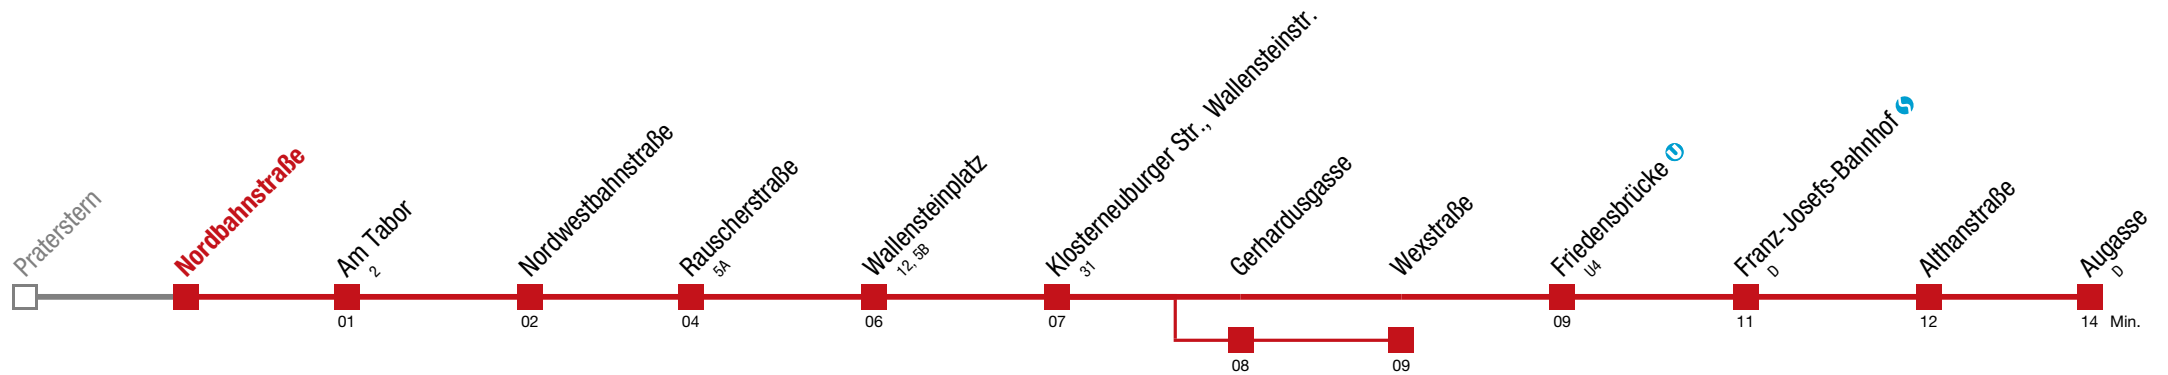 Praterstern
Nordbahnstraße
Am Tabor
2
Nordwestbahnstraße
Rauscherstraße
5A
Wallensteinplatz
12, 5B
Klosterneuburger Str., Wallensteinstr.
31
Gerhardusgasse
Wexstraße
Friedensbrücke U
U4
Franz-Josefs-Bahnhof S
D
Althanstraße
Augasse
D
01 02 04 06 07 09 11 12 14 Min.
08 09